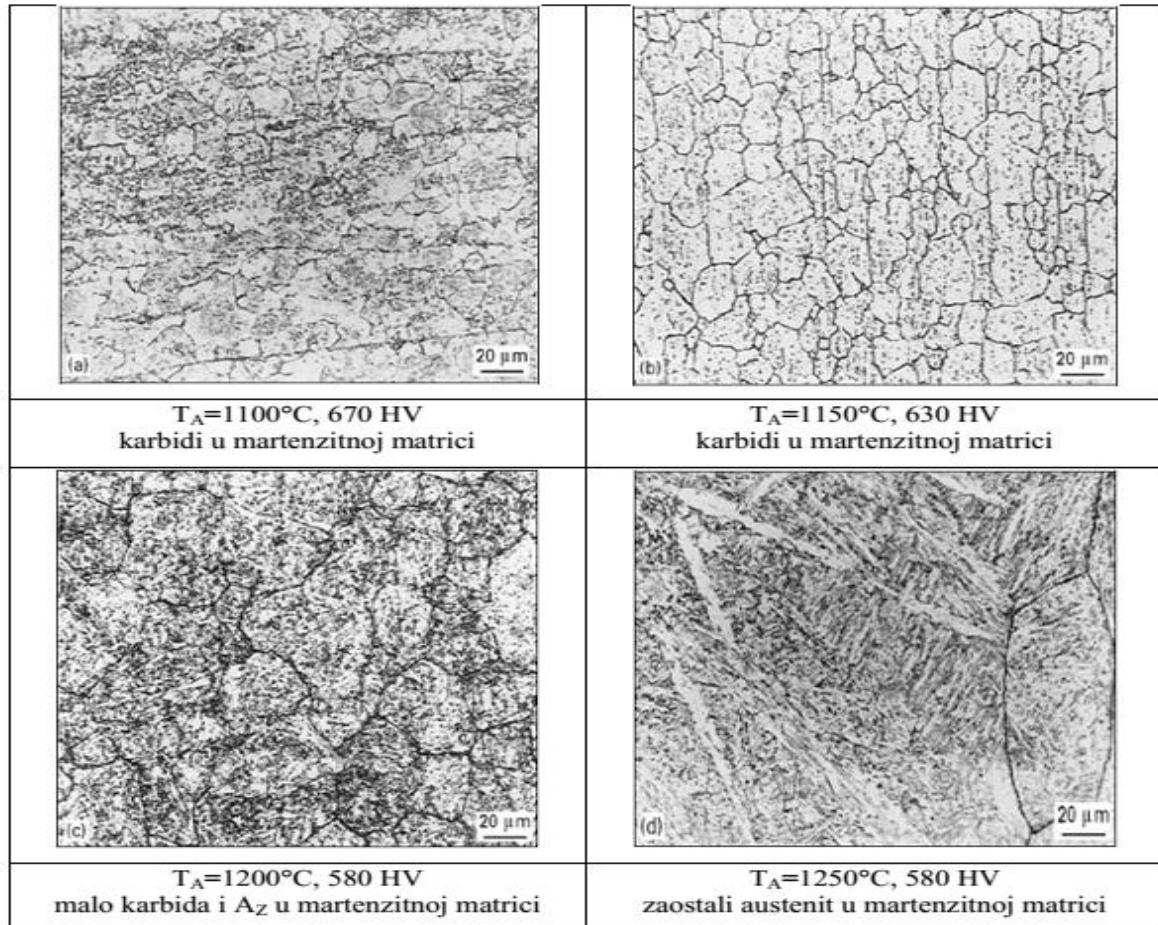 (a)
20 µm
(b)
20 µm
T_A=1100°C, 670 HV
karbidi u martenzitnoj matrici
T_A=1150°C, 630 HV
karbidi u martenzitnoj matrici
(c)
20 µm
(d)
20 µm
T_A=1200°C, 580 HV
malo karbida i A_Z u martenzitnoj matrici
T_A=1250°C, 580 HV
zaostali austenit u martenzitnoj matrici